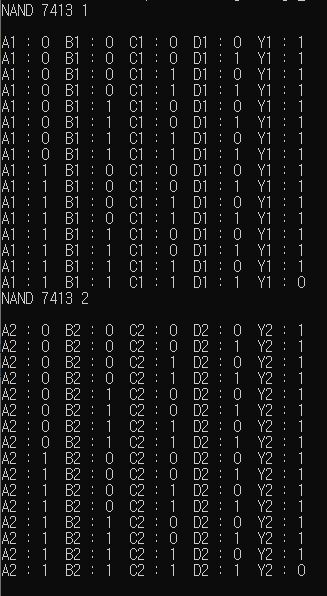 NAND 7413 1
A1 : 0 B1 : 0 C1 : 0 D1 : 0 Y1 : 1
A1 : 0 B1 : 0 C1 : 0 D1 : 1 Y1 : 1
A1 : 0 B1 : 0 C1 : 1 D1 : 0 Y1 : 1
A1 : 0 B1 : 0 C1 : 1 D1 : 1 Y1 : 1
A1 : 0 B1 : 1 C1 : 0 D1 : 0 Y1 : 1
A1 : 0 B1 : 1 C1 : 0 D1 : 1 Y1 : 1
A1 : 0 B1 : 1 C1 : 1 D1 : 0 Y1 : 1
A1 : 0 B1 : 1 C1 : 1 D1 : 1 Y1 : 1
A1 : 1 B1 : 0 C1 : 0 D1 : 0 Y1 : 1
A1 : 1 B1 : 0 C1 : 0 D1 : 1 Y1 : 1
A1 : 1 B1 : 0 C1 : 1 D1 : 0 Y1 : 1
A1 : 1 B1 : 0 C1 : 1 D1 : 1 Y1 : 1
A1 : 1 B1 : 1 C1 : 0 D1 : 0 Y1 : 1
A1 : 1 B1 : 1 C1 : 0 D1 : 1 Y1 : 1
A1 : 1 B1 : 1 C1 : 1 D1 : 0 Y1 : 1
A1 : 1 B1 : 1 C1 : 1 D1 : 1 Y1 : 0
NAND 7413 2
A2 : 0 B2 : 0 C2 : 0 D2 : 0 Y2 : 1
A2 : 0 B2 : 0 C2 : 0 D2 : 1 Y2 : 1
A2 : 0 B2 : 0 C2 : 1 D2 : 0 Y2 : 1
A2 : 0 B2 : 0 C2 : 1 D2 : 1 Y2 : 1
A2 : 0 B2 : 1 C2 : 0 D2 : 0 Y2 : 1
A2 : 0 B2 : 1 C2 : 0 D2 : 1 Y2 : 1
A2 : 0 B2 : 1 C2 : 1 D2 : 0 Y2 : 1
A2 : 0 B2 : 1 C2 : 1 D2 : 1 Y2 : 1
A2 : 1 B2 : 0 C2 : 0 D2 : 0 Y2 : 1
A2 : 1 B2 : 0 C2 : 0 D2 : 1 Y2 : 1
A2 : 1 B2 : 0 C2 : 1 D2 : 0 Y2 : 1
A2 : 1 B2 : 0 C2 : 1 D2 : 1 Y2 : 1
A2 : 1 B2 : 1 C2 : 0 D2 : 0 Y2 : 1
A2 : 1 B2 : 1 C2 : 0 D2 : 1 Y2 : 1
A2 : 1 B2 : 1 C2 : 1 D2 : 0 Y2 : 1
A2 : 1 B2 : 1 C2 : 1 D2 : 1 Y2 : 0